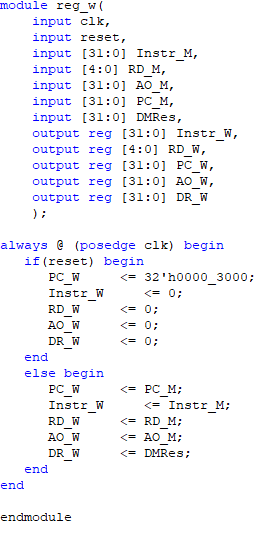 module reg_w(
    input clk,
    input reset,
    input [31:0] Instr_M,
    input [4:0] RD_M,
    input [31:0] AO_M,
    input [31:0] PC_M,
    input [31:0] DMRes,
    output reg [31:0] Instr_W,
    output reg [4:0] RD_W,
    output reg [31:0] PC_W,
    output reg [31:0] AO_W,
    output reg [31:0] DR_W
    );
always @ (posedge clk) begin
   if(reset) begin
      PC_W     <= 32'h0000_3000;
      Instr_W     <= 0;
      RD_W     <= 0;
      AO_W     <= 0;
      DR_W     <= 0;
   end
   else begin
      PC_W     <= PC_M;
      Instr_W     <= Instr_M;
      RD_W     <= RD_M;
      AO_W     <= AO_M;
      DR_W     <= DMRes;
   end
end
endmodule